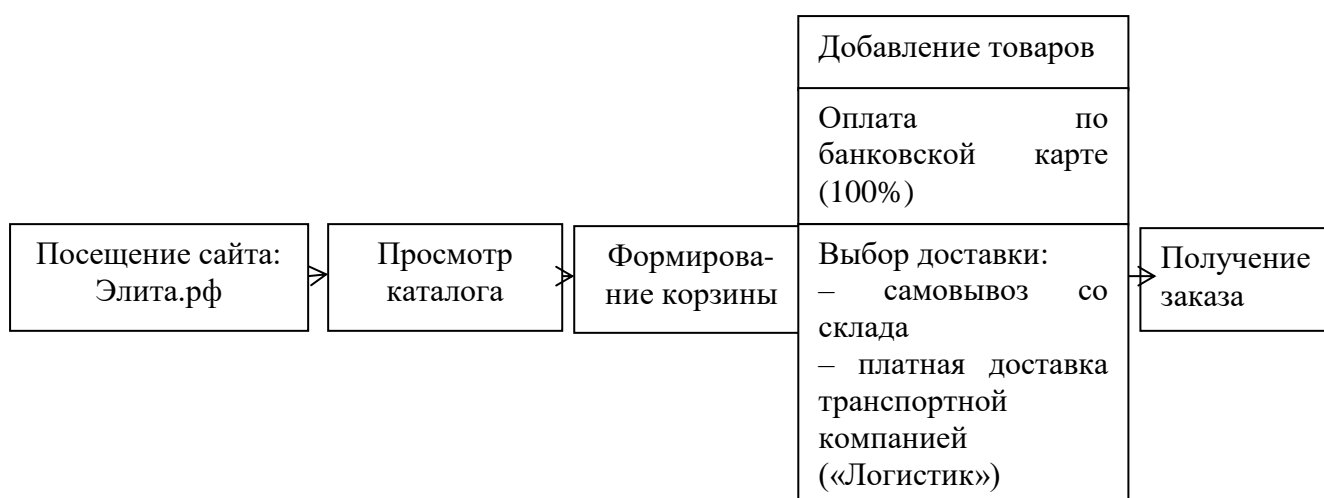 Посещение сайта:
Элита.рф
Просмотр
каталога
Формирова-
ние корзины
Добавление товаров
Оплата по
банковской карте
(100%)
Выбор доставки:
– самовывоз со
склада
– платная доставка
транспортной
компанией
(«Логистик»)
Получение
заказа